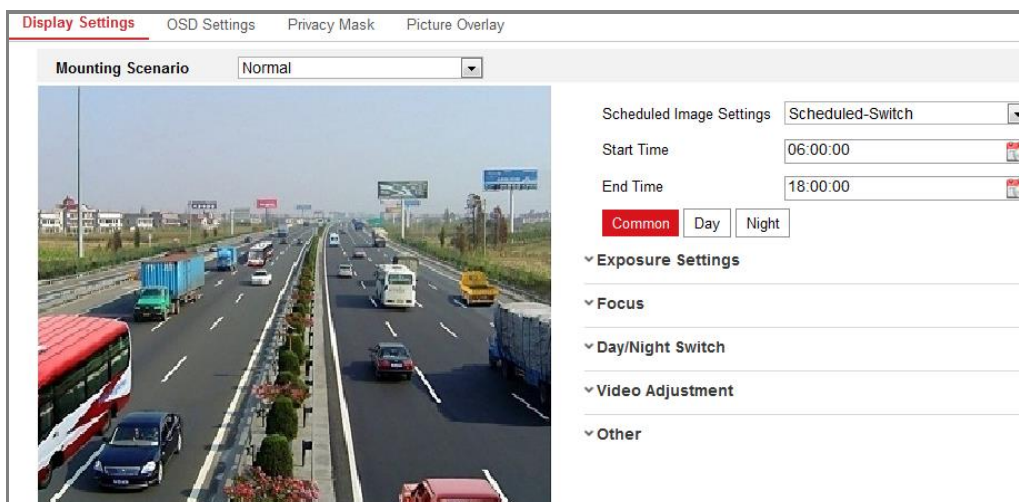 Display Settings OSD Settings Privacy Mask Picture Overlay
Mounting Scenario Normal
Scheduled Image Settings Scheduled-Switch
Start Time 06:00:00
End Time 18:00:00
Common Day Night
Exposure Settings
Focus
Day/Night Switch
Video Adjustment
Other